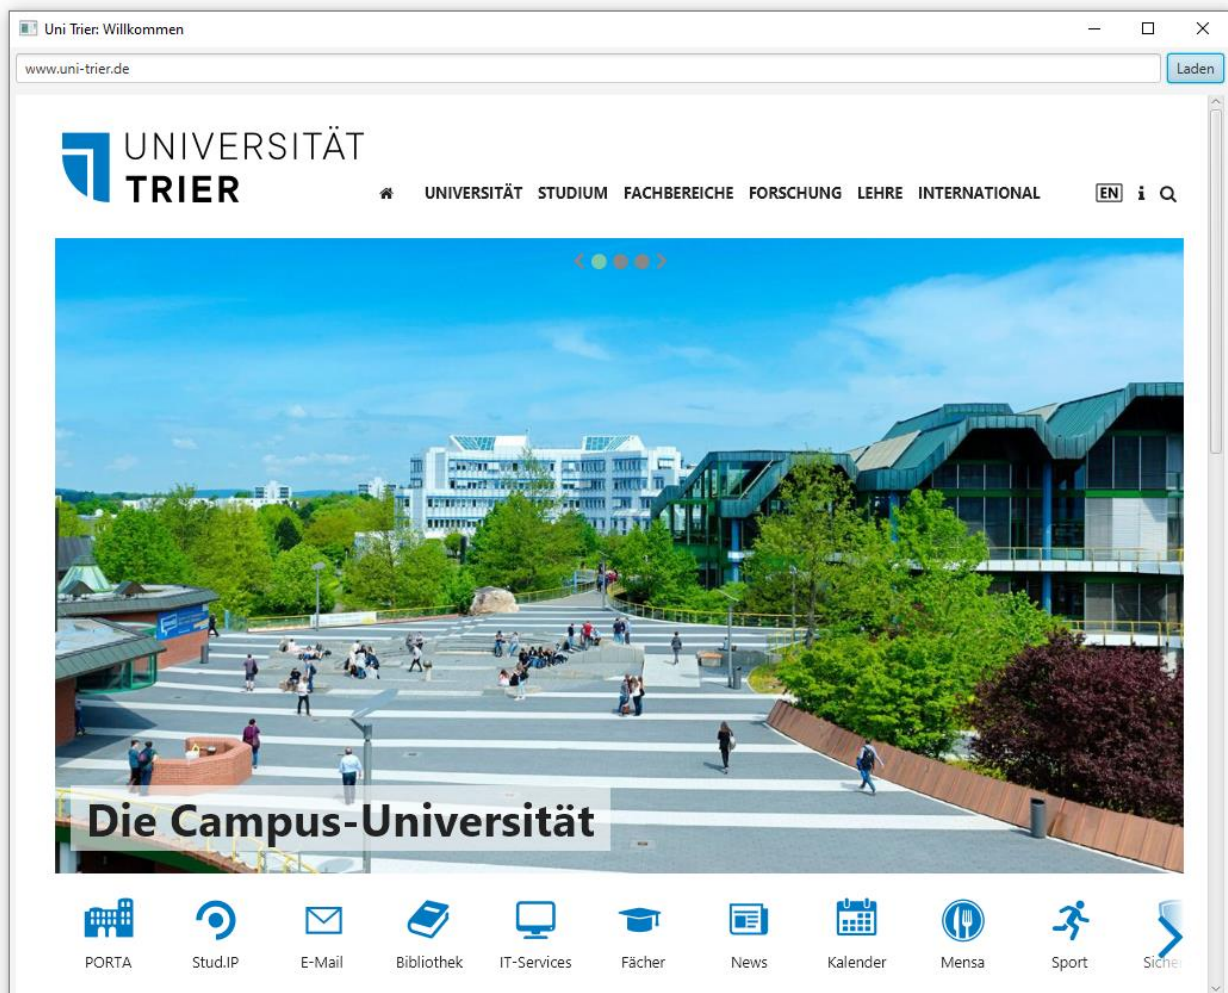 Uni Trier: Willkommen
www.uni-trier.de
Laden
UNIVERSITÄT
TRIER
UNIVERSITÄT STUDIUM FACHBEREICHE FORSCHUNG LEHRE INTERNATIONAL EN i
Die Campus-Universität
PORTA Stud.IP E-Mail Bibliothek IT-Services Fächer News Kalender Mensa Sport